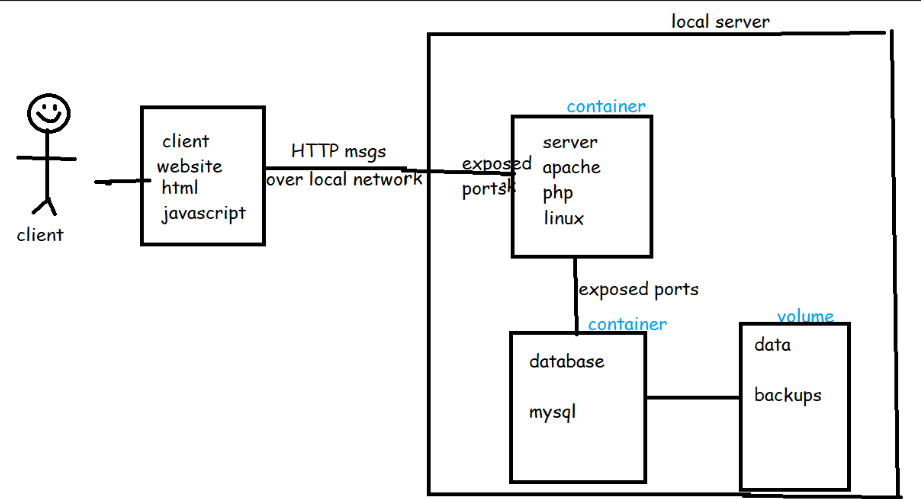 local server
container
client
website
html
javascript
HTTP msgs
over local network
exposed
ports
server
apache
php
linux
client
exposed ports
container
database
mysql
volume
data
backups